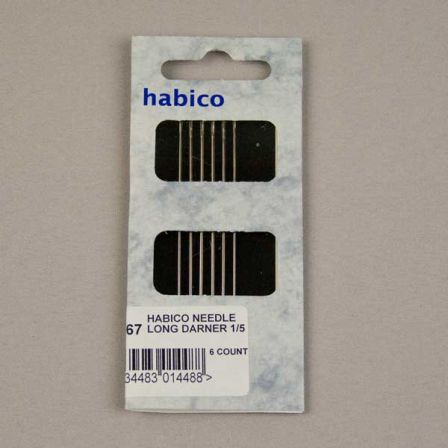 habico
HABICO NEEDLE
67 LONG DARNER 1/5
6 COUNT
34483 014488>